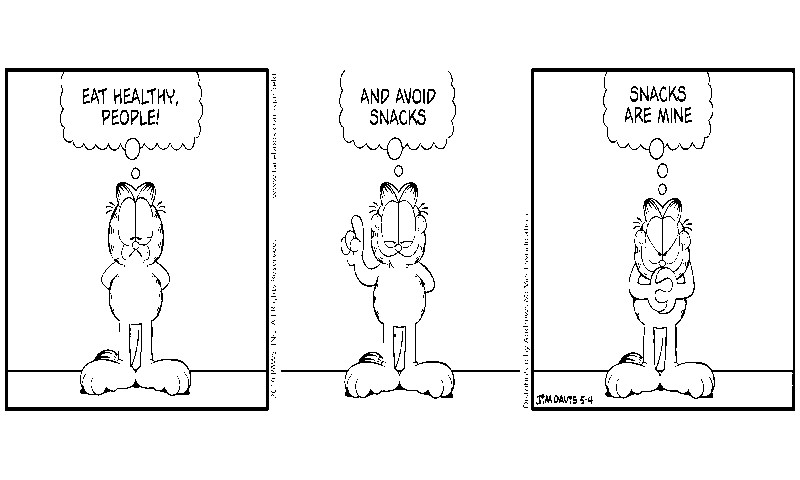 EAT HEALTHY,
PEOPLE!
AND AVOID
SNACKS
SNACKS
ARE MINE
JIM DAVIS 5-4